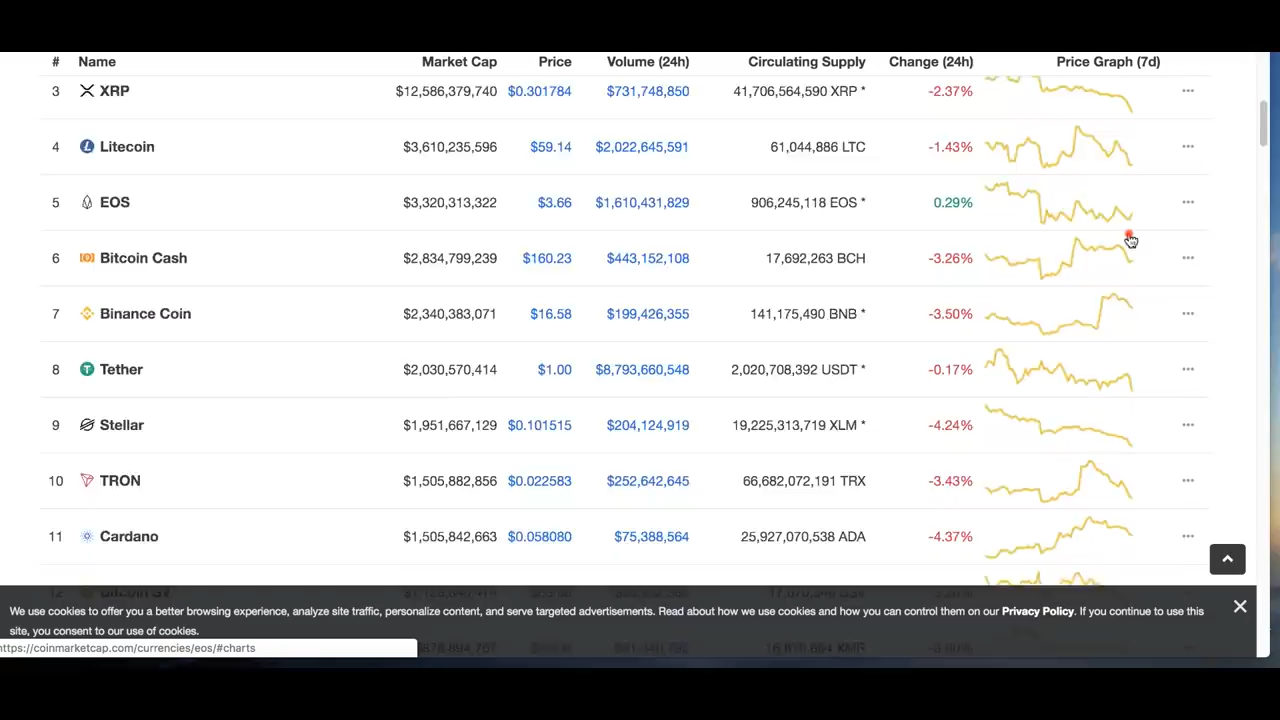 # Name Market Cap Price Volume (24h) Circulating Supply Change (24h) Price Graph (7d)
3 XRP $12,586,379,740 $0.301784 $731,748,850 41,706,564,590 XRP * -2.37%
4 Litecoin $3,610,235,596 $59.14 $2,022,645,591 61,044,886 LTC -1.43%
5 EOS $3,320,313,322 $3.66 $1,610,431,829 906,245,118 EOS * 0.29%
6 Bitcoin Cash $2,834,799,239 $160.23 $443,152,108 17,692,263 BCH -3.26%
7 Binance Coin $2,340,383,071 $16.58 $199,426,355 141,175,490 BNB * -3.50%
8 Tether $2,030,570,414 $1.00 $8,793,660,548 2,020,708,392 USDT * -0.17%
9 Stellar $1,951,667,129 $0.101515 $204,124,919 19,225,313,719 XLM * -4.24%
10 TRON $1,505,882,856 $0.022583 $252,642,645 66,682,072,191 TRX -3.43%
11 Cardano $1,505,842,663 $0.058080 $75,388,564 25,927,070,538 ADA -4.37%
12 Bitcoin SV
We use cookies to offer you a better browsing experience, analyze site traffic, personalize content, and serve targeted advertisements. Read about how we use cookies and how you can control them on our Privacy Policy. If you continue to use this
site, you consent to our use of cookies.
https://coinmarketcap.com/currencies/eos/#charts